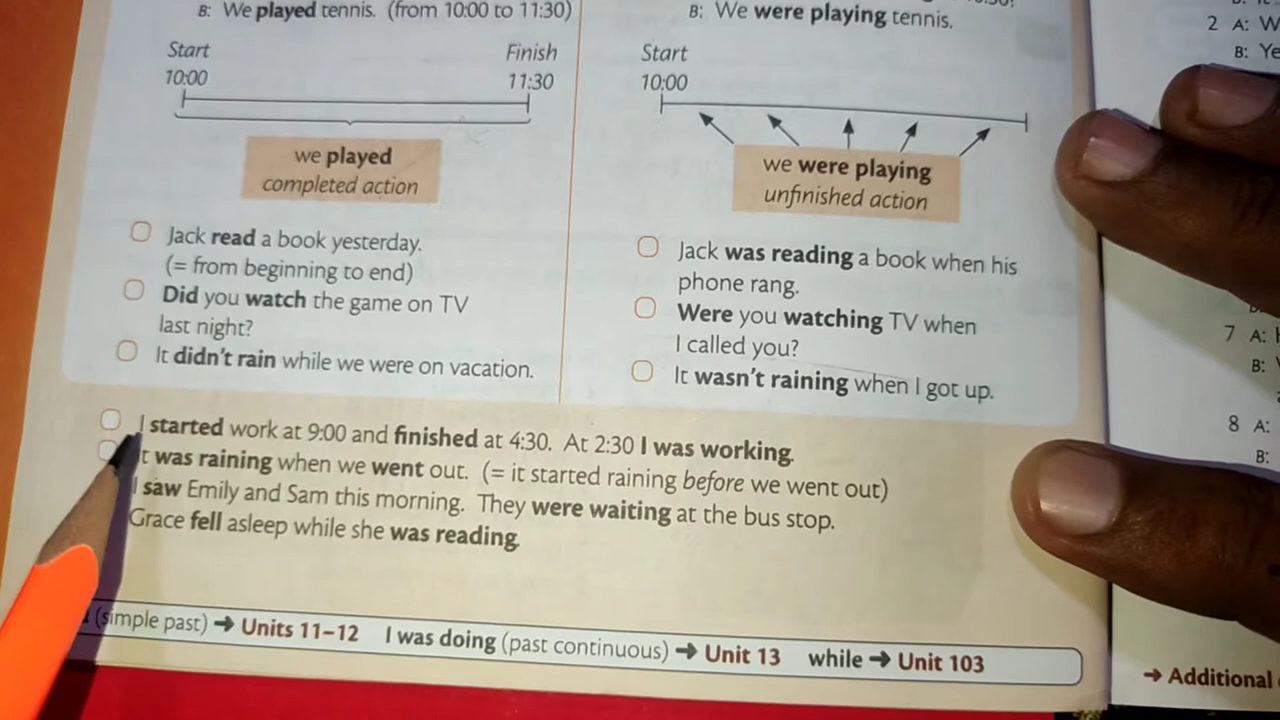 B: We played tennis. (from 10:00 to 11:30)
Start Finish
10:00 11:30
we played
completed action
Jack read a book yesterday.
(= from beginning to end)
Did you watch the game on TV
last night?
It didn't rain while we were on vacation.
B: We were playing tennis.
Start
10:00
we were playing
unfinished action
Jack was reading a book when his
phone rang.
Were you watching TV when
I called you?
It wasn't raining when I got up.
I started work at 9:00 and finished at 4:30. At 2:30 I was working.
It was raining when we went out. (= it started raining before we went out)
I saw Emily and Sam this morning. They were waiting at the bus stop.
Grace fell asleep while she was reading.
(simple past) → Units 11–12 I was doing (past continuous) → Unit 13 while → Unit 103
2 A: W
B: Ye
7 A:
B:
8 A:
B:
→ Additional